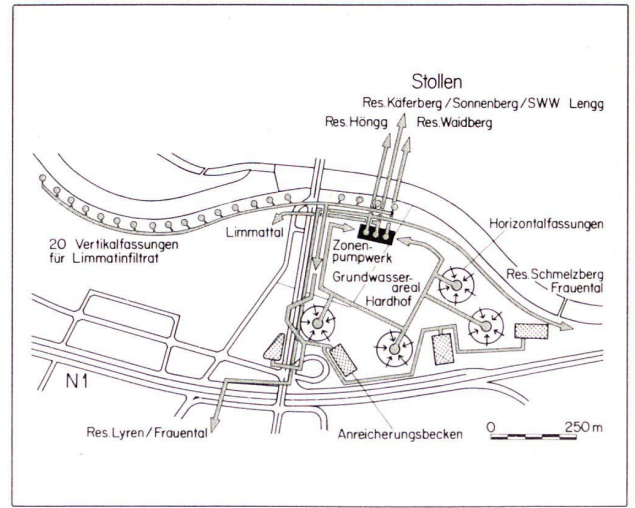 Stollen
Res. Käferberg/Sonnenberg/SWW Lengg
Res. Höngg
Res. Waidberg
Horizontalfassungen
Limmattal
20 Vertikalfassungen
für Limmatinfiltrat
Zonen-
pumpwerk
Grundwasser-
areal
Hardhof
Res. Schmelzberg
Frauental
N1
Res. Lyren/Frauental
Anreicherungsbecken
0 250 m